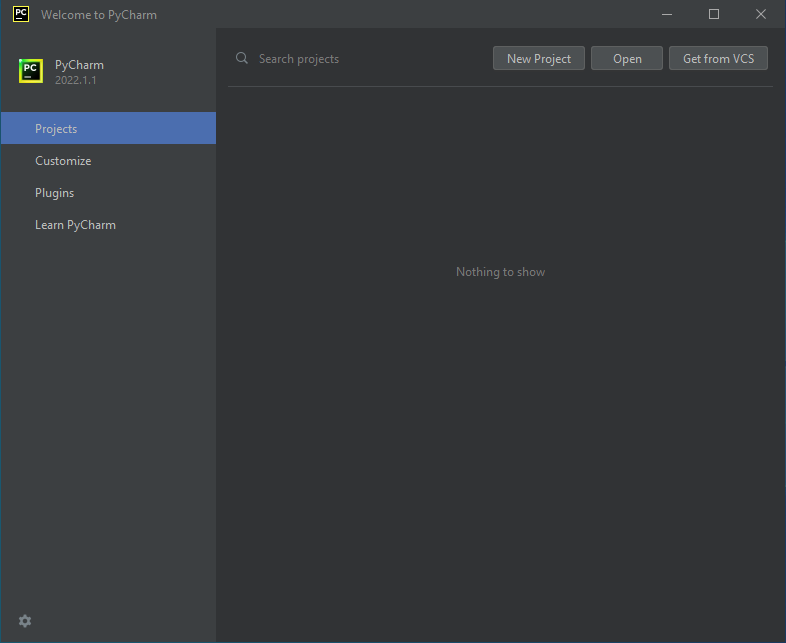 PC Welcome to PyCharm
PC PyCharm
2022.1.1
Projects
Customize
Plugins
Learn PyCharm
Search projects New Project Open Get from VCS
Nothing to show